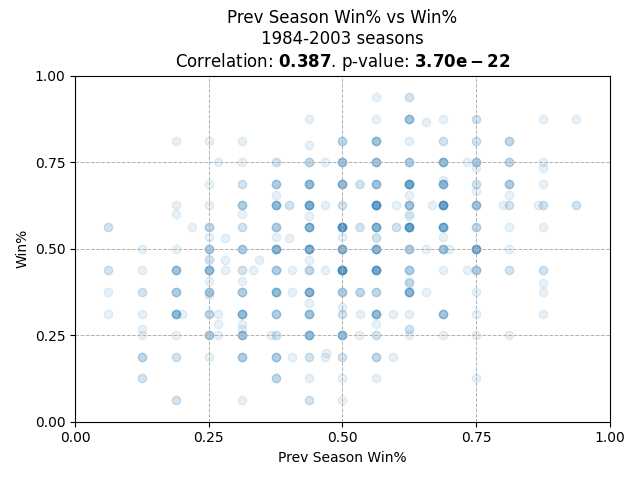 Prev Season Win% vs Win%
1984-2003 seasons
Correlation: 0.387. p-value: 3.70e − 22
1.00
0.75
0.50
0.25
0.00
Win%
0.00 0.25 0.50 0.75 1.00
Prev Season Win%